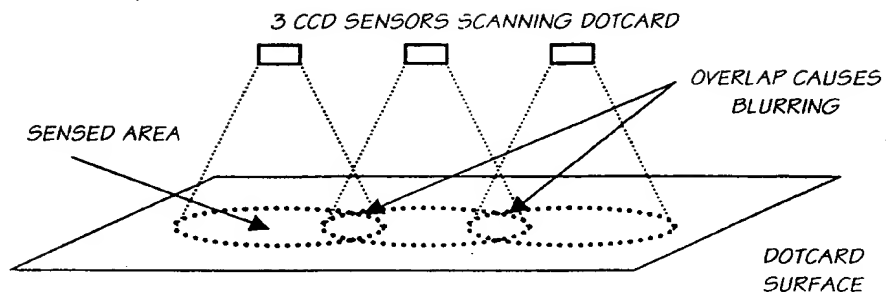 3 CCD SENSORS SCANNING DOTCARD
OVERLAP CAUSES
BLURRING
SENSED AREA
DOTCARD
SURFACE